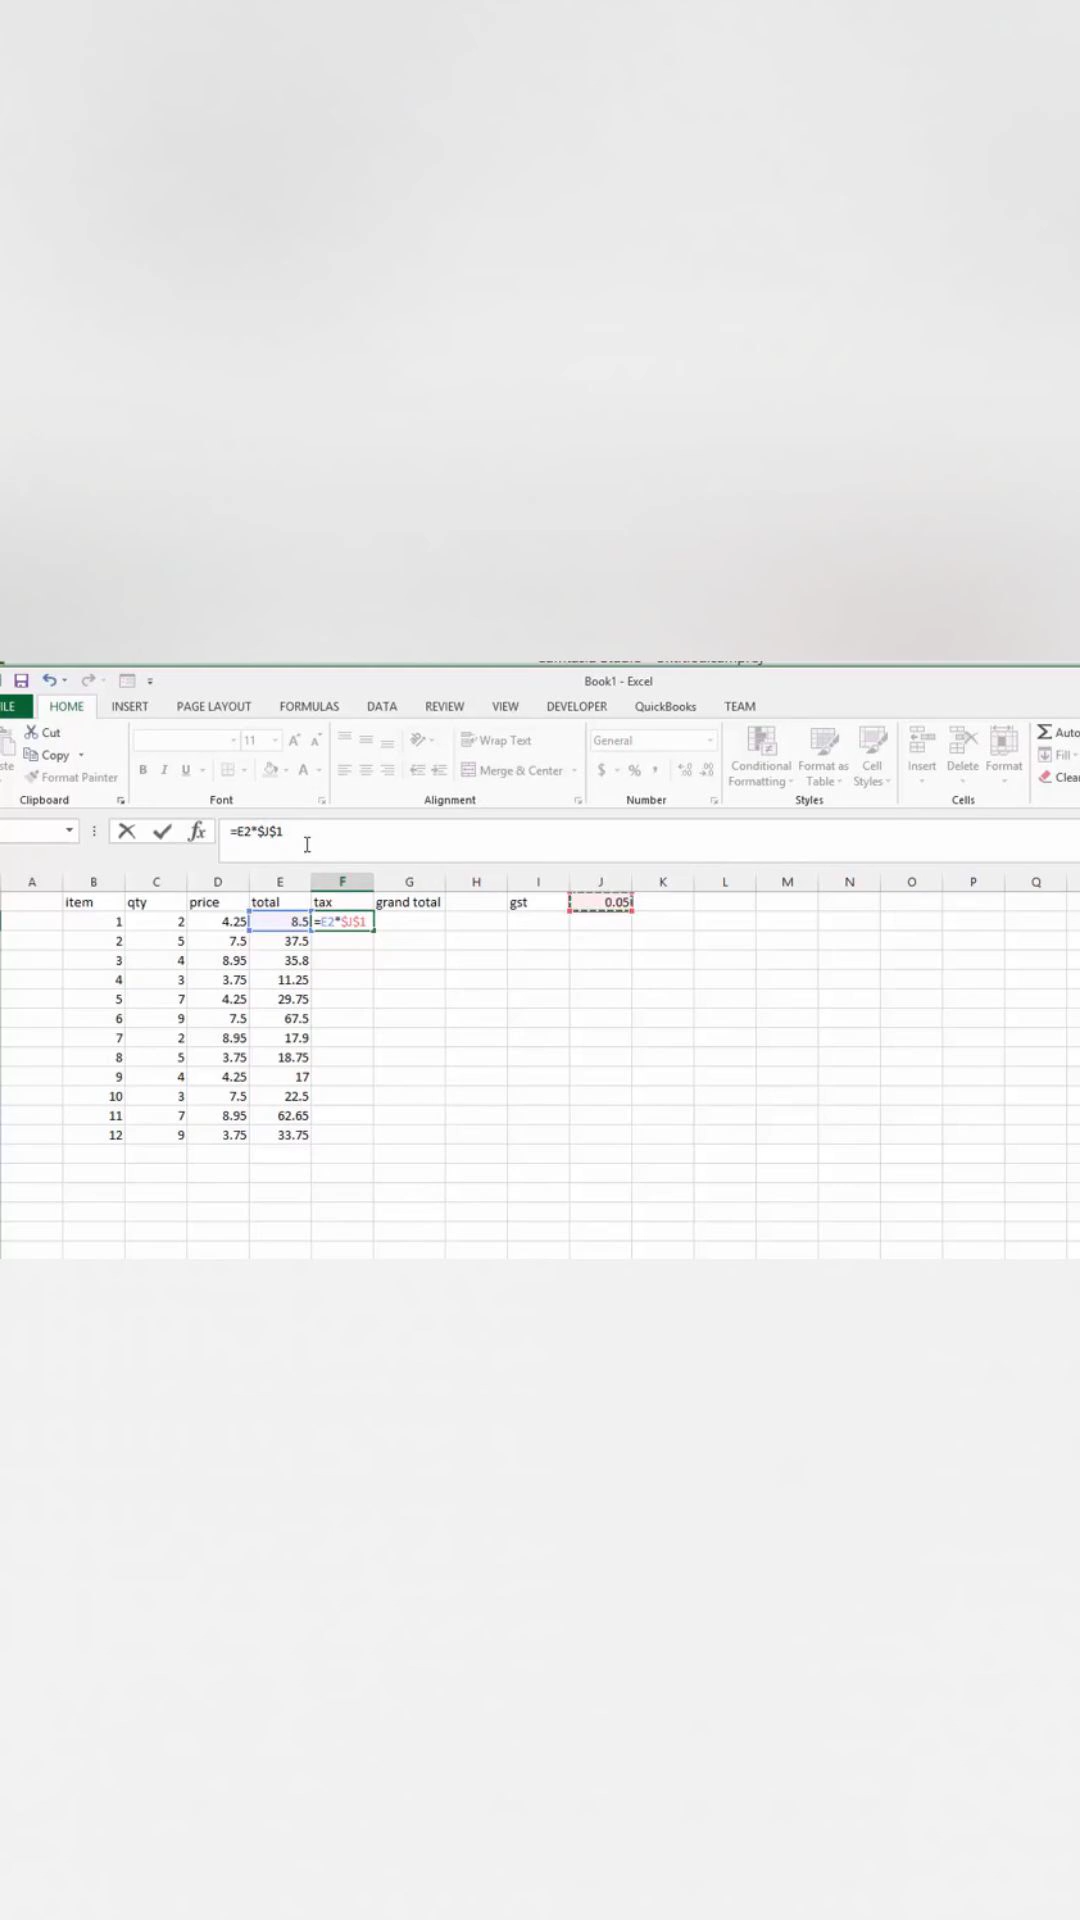 Book1 - Excel
HOME INSERT PAGE LAYOUT FORMULAS DATA REVIEW VIEW DEVELOPER QuickBooks TEAM
Cut
Copy
Format Painter
Clipboard
11 A A
B I U A
Font
Wrap Text
Merge & Center
Alignment
General
$ % ,
Number
Conditional Formatting
Format as Table
Cell Styles
Styles
Insert Delete Format
Cells
Σ Auto
Fill
Clea
fx =E2*$J$1
A B C D E F G H I J K L M N O P Q
item qty price total tax grand total gst 0.05
1 2 4.25 8.5 =E2*$J$1
2 5 7.5 37.5
3 4 8.95 35.8
4 3 3.75 11.25
5 7 4.25 29.75
6 9 7.5 67.5
7 2 8.95 17.9
8 5 3.75 18.75
9 4 4.25 17
10 3 7.5 22.5
11 7 8.95 62.65
12 9 3.75 33.75